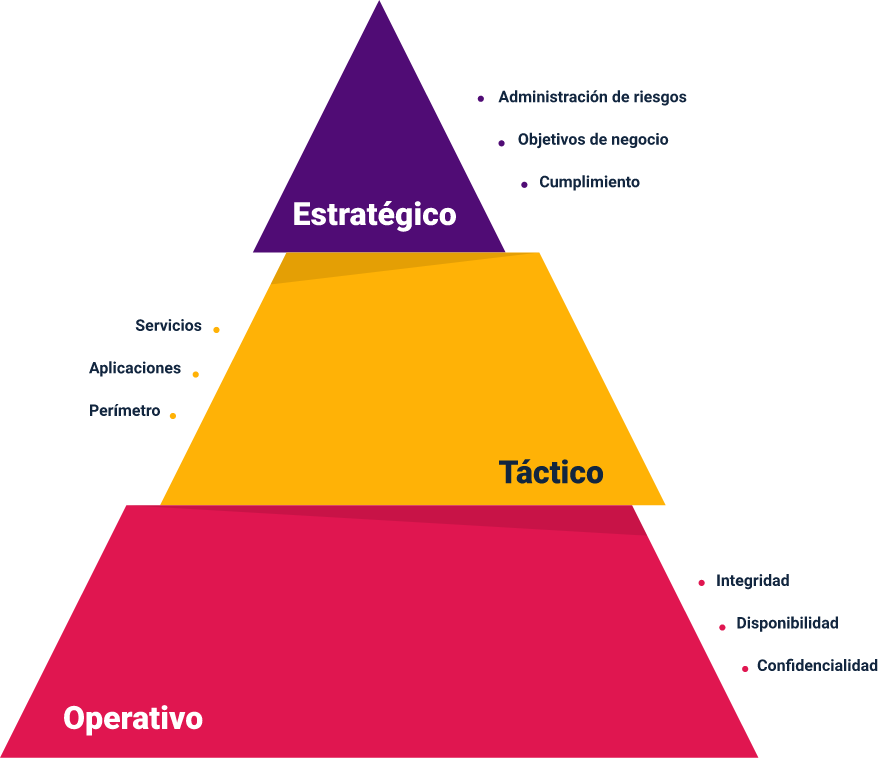 Administración de riesgos
Objetivos de negocio
Cumplimiento
Estratégico
Servicios
Aplicaciones
Perímetro
Táctico
Integridad
Disponibilidad
Confidencialidad
Operativo